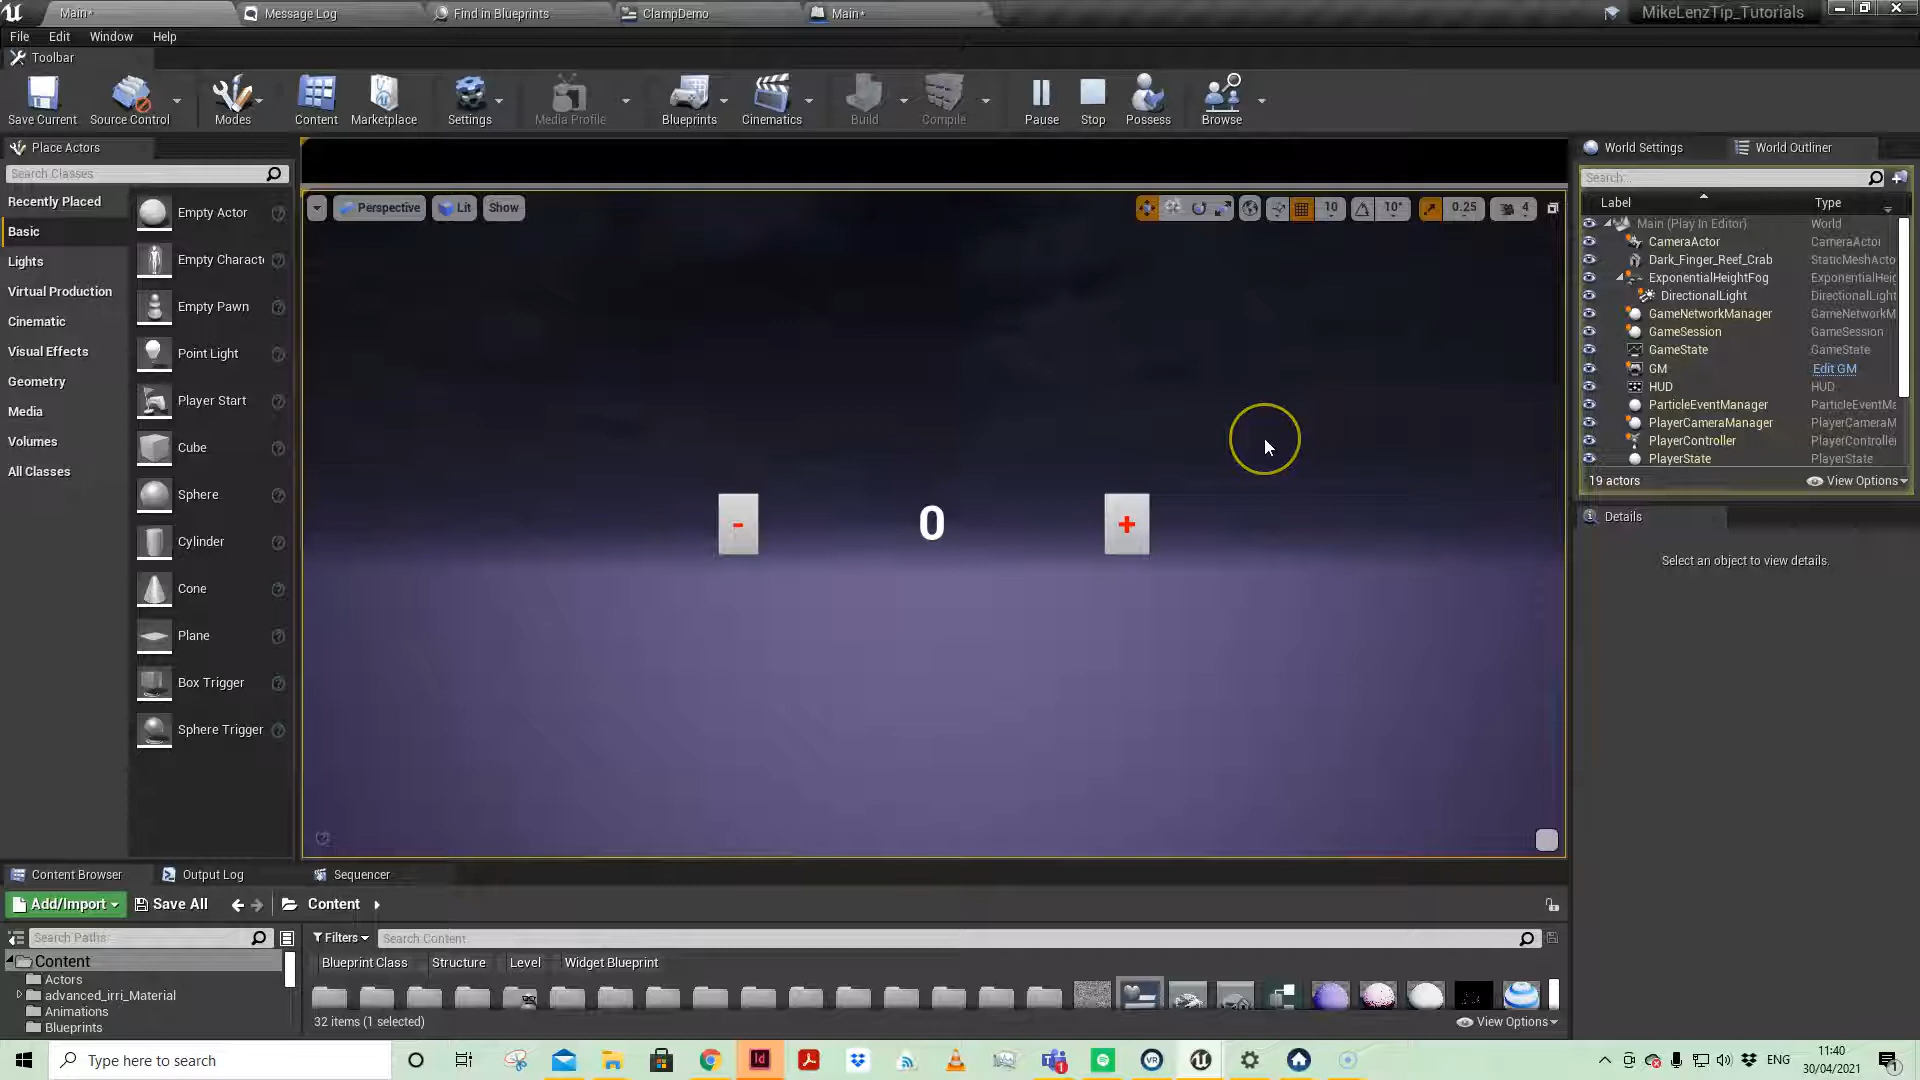 Main*
Message Log
Find in Blueprints
ClampDemo
Main*
MikeLenzTip_Tutorials
File Edit Window Help
Toolbar
Save Current
Source Control
Modes
Content
Marketplace
Settings
Media Profile
Blueprints
Cinematics
Build
Compile
Pause
Stop
Possess
Browse
Place Actors
Search Classes
Recently Placed
Basic
Lights
Virtual Production
Cinematic
Visual Effects
Geometry
Media
Volumes
All Classes
Empty Actor
Empty Characte
Empty Pawn
Point Light
Player Start
Cube
Sphere
Cylinder
Cone
Plane
Box Trigger
Sphere Trigger
Perspective Lit Show
10 10° 0.25 4
- 0 +
World Settings
World Outliner
Search...
Label Type
Main (Play In Editor) World
CameraActor CameraActor
Dark_Finger_Reef_Crab StaticMeshActo
ExponentialHeightFog ExponentialHeig
DirectionalLight DirectionalLight
GameNetworkManager GameNetworkM
GameSession GameSession
GameState GameState
GM Edit GM
HUD HUD
ParticleEventManager ParticleEventMa
PlayerCameraManager PlayerCameraM
PlayerController PlayerController
PlayerState PlayerState
19 actors View Options
Details
Select an object to view details.
Content Browser
Output Log
Sequencer
Add/Import Save All Content
Search Paths
Filters Search Content
Content
Actors
advanced_irri_Material
Animations
Blueprints
Blueprint Class Structure Level Widget Blueprint
32 items (1 selected) View Options
Type here to search
ENG
11:40
30/04/2021